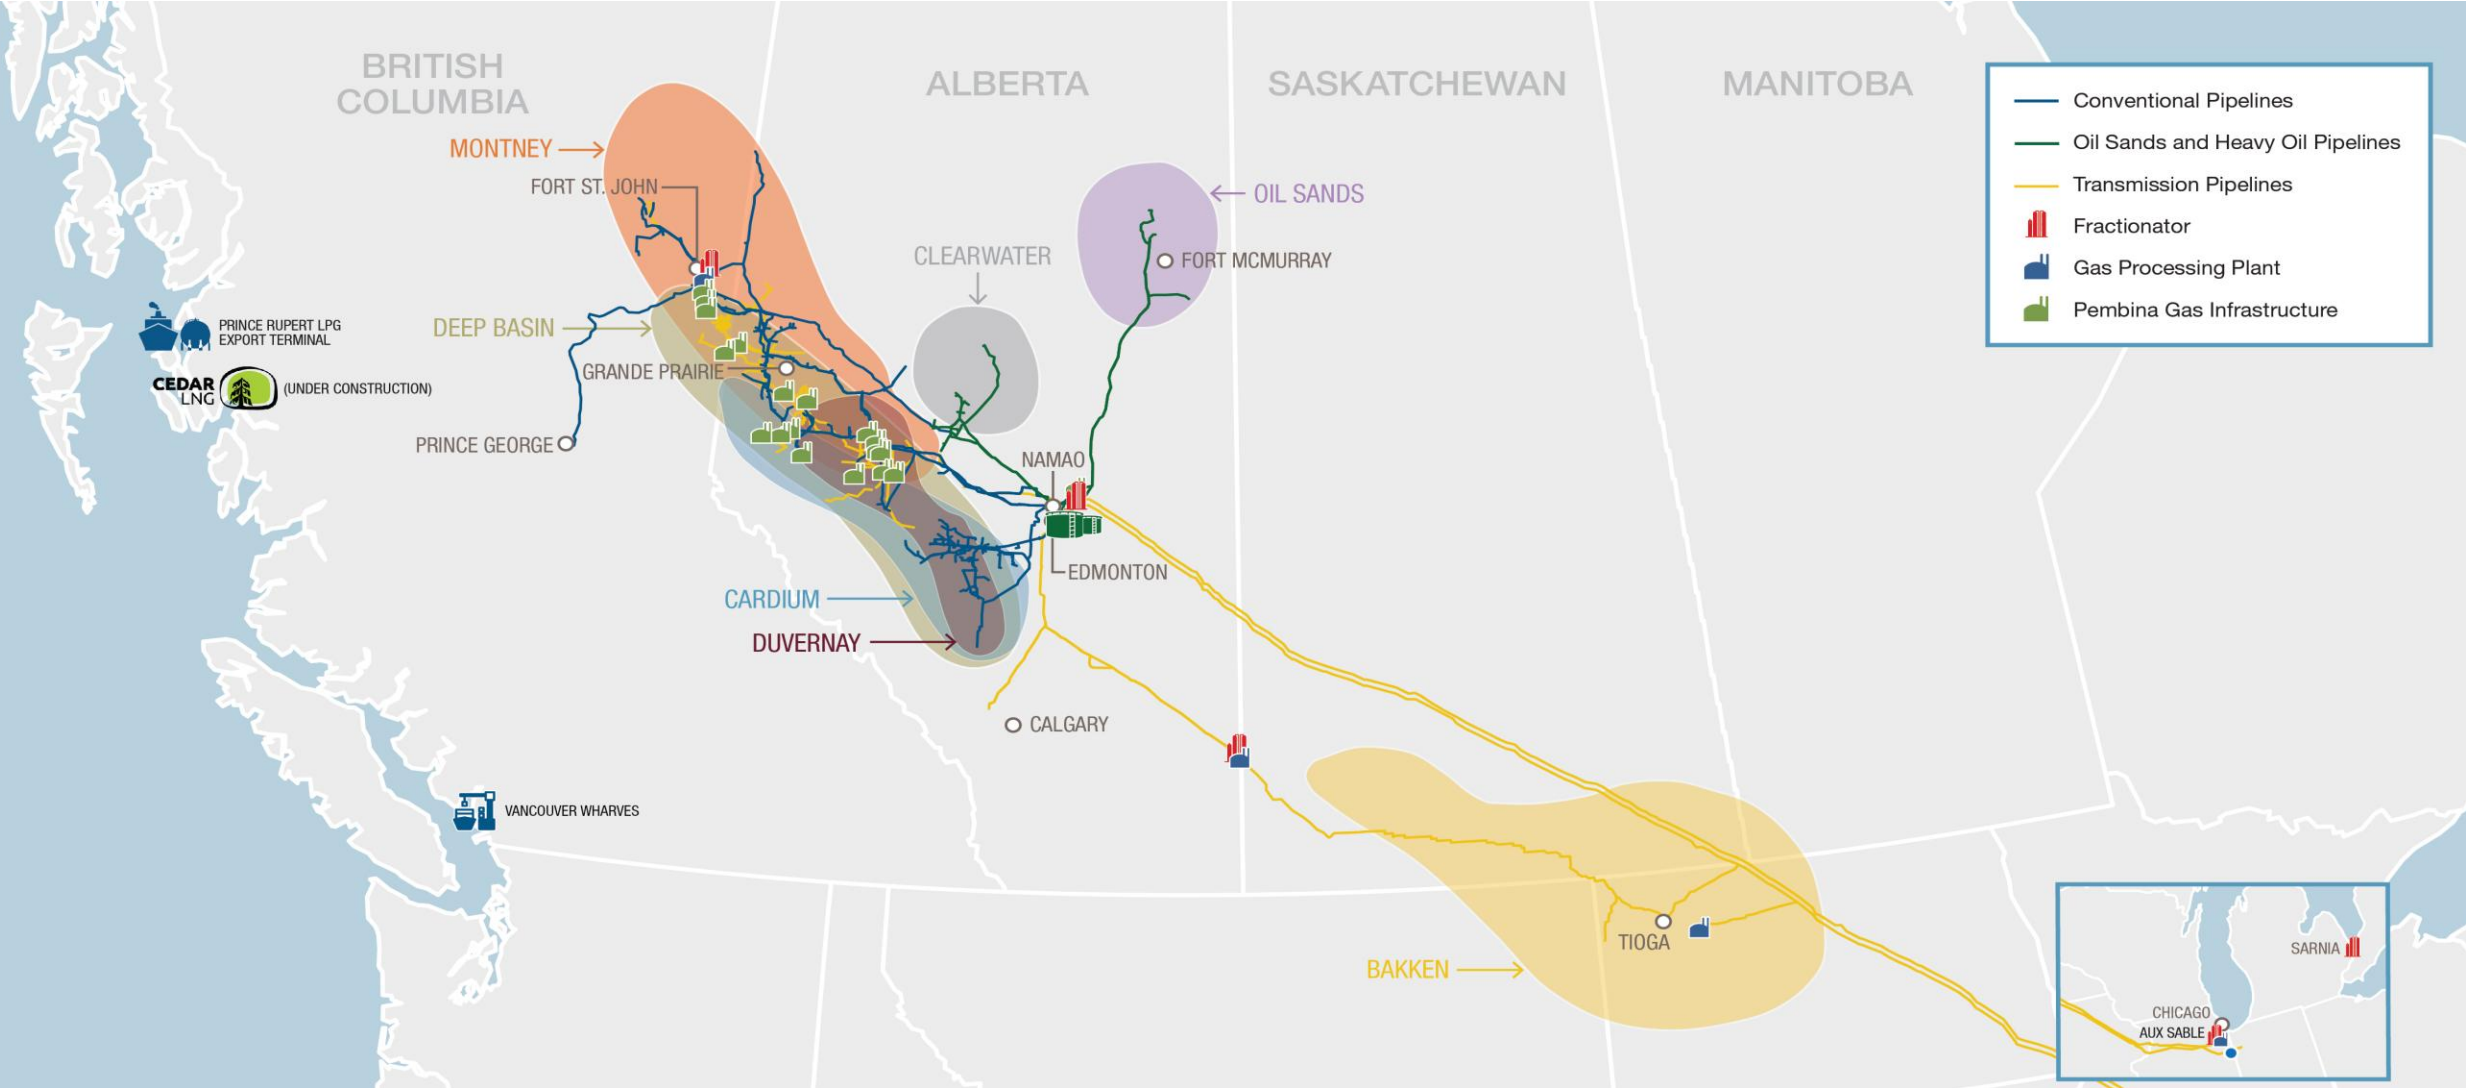 BRITISH
COLUMBIA
ALBERTA
SASKATCHEWAN
MANITOBA
Conventional Pipelines
Oil Sands and Heavy Oil Pipelines
Transmission Pipelines
Fractionator
Gas Processing Plant
Pembina Gas Infrastructure
MONTNEY
FORT ST. JOHN
OIL SANDS
CLEARWATER
FORT MCMURRAY
PRINCE RUPERT LPG
EXPORT TERMINAL
DEEP BASIN
GRANDE PRAIRIE
CEDAR
LNG
(UNDER CONSTRUCTION)
PRINCE GEORGE
NAMAO
EDMONTON
CARDIUM
DUVERNAY
CALGARY
VANCOUVER WHARVES
TIOGA
BAKKEN
SARNIA
CHICAGO
AUX SABLE